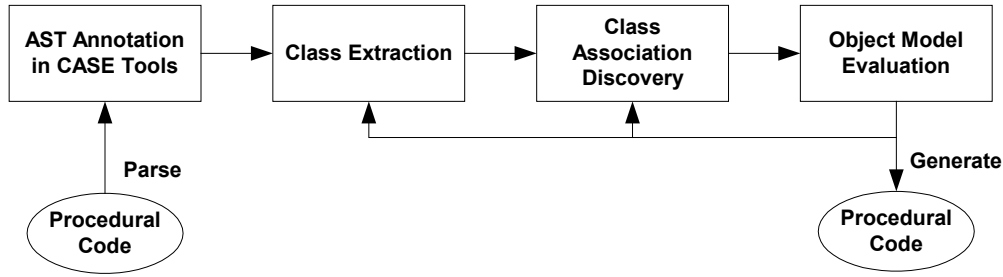 AST Annotation
in CASE Tools
Class Extraction
Class
Association
Discovery
Object Model
Evaluation
Parse
Generate
Procedural
Code
Procedural
Code